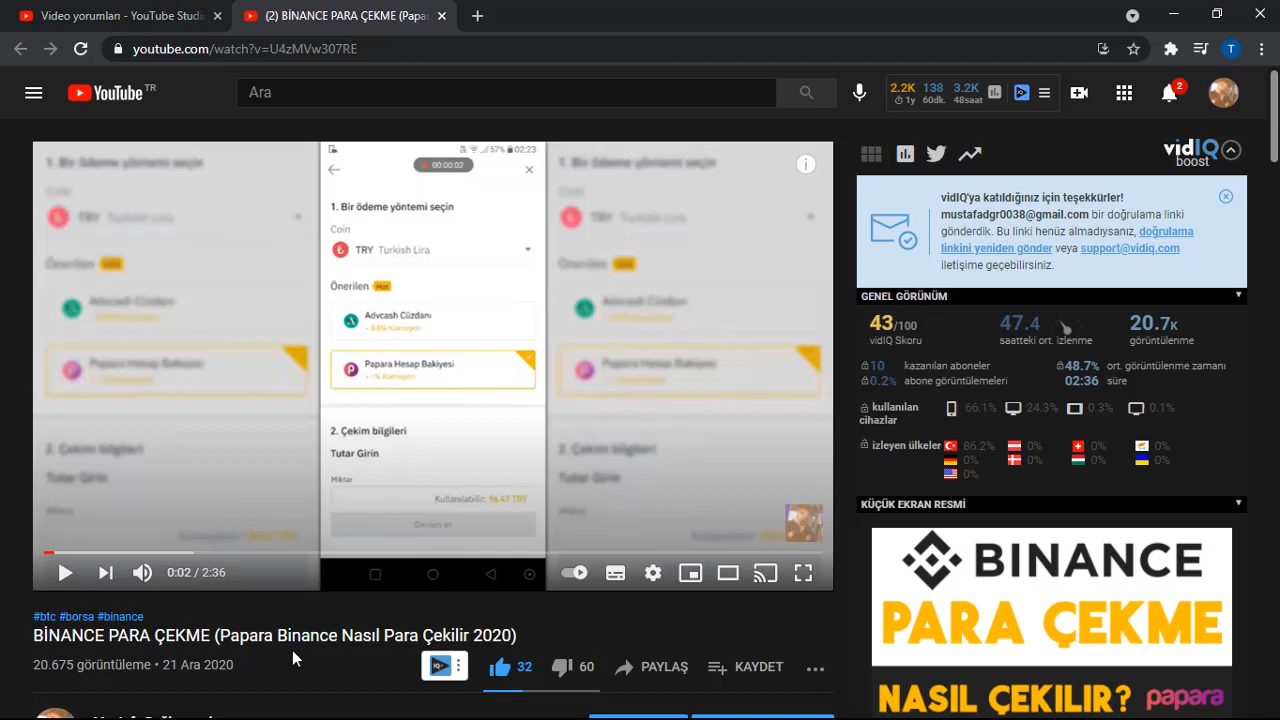 Video yorumları - YouTube Studio
(2) BİNANCE PARA ÇEKME (Papar
youtube.com/watch?v=U4zMVw307RE
YouTube TR
Ara
2.2K 138 3.2K
1y 60dk. 48saat
2
T
1. Bir ödeme yöntemi seçin
Coin
TRY Turkish Lira
Önerilen
Advcash Cüzdanı
Papara Hesap Bakiyesi
2. Çekim bilgileri
Tutar Girin
57% 02:23
00:00:02
1. Bir ödeme yöntemi seçin
Coin
TRY Turkish Lira
Önerilen Hot
Advcash Cüzdanı
Papara Hesap Bakiyesi
+ 1% Komisyon
2. Çekim bilgileri
Tutar Girin
Miktar
Kullanılabilir: 96.47 TRY
Devam et
1. Bir ödeme yöntemi seçin
Coin
TRY Turkish Lira
Önerilen
Advcash Cüzdanı
Papara Hesap Bakiyesi
2. Çekim bilgileri
Tutar Girin
0:02 / 2:36
#btc #borsa #binance
BİNANCE PARA ÇEKME (Papara Binance Nasıl Para Çekilir 2020)
20.675 görüntüleme • 21 Ara 2020
32 60 PAYLAŞ KAYDET
vidIQ
boost
vidIQ'ya katıldığınız için teşekkürler!
mustafadgr0038@gmail.com bir doğrulama linki
gönderdik. Bu linki henüz almadıysanız, doğrulama
linkini yeniden gönder veya support@vidiq.com
iletişime geçebilirsiniz.
GENEL GÖRÜNÜM
43/100 47.4 20.7K
vidIQ Skoru saatteki ort. izlenme görüntülenme
10 kazanılan aboneler 48.7% ort. görüntülenme zamanı
0.2% abone görüntülemeleri 02:36 süre
kullanılan
cihazlar
66.1% 24.3% 0.3% 0.1%
izleyen ülkeler 86.2% 0% 0% 0%
0% 0% 0% 0%
0%
KÜÇÜK EKRAN RESMİ
BINANCE
PARA ÇEKME
NASIL ÇEKİLİR? papara